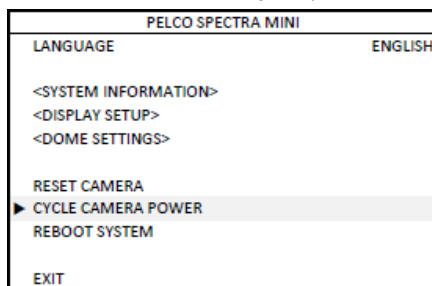 PELCO SPECTRA MINI
LANGUAGE ENGLISH
<SYSTEM INFORMATION>
<DISPLAY SETUP>
<DOME SETTINGS>
RESET CAMERA
▶ CYCLE CAMERA POWER
REBOOT SYSTEM
EXIT